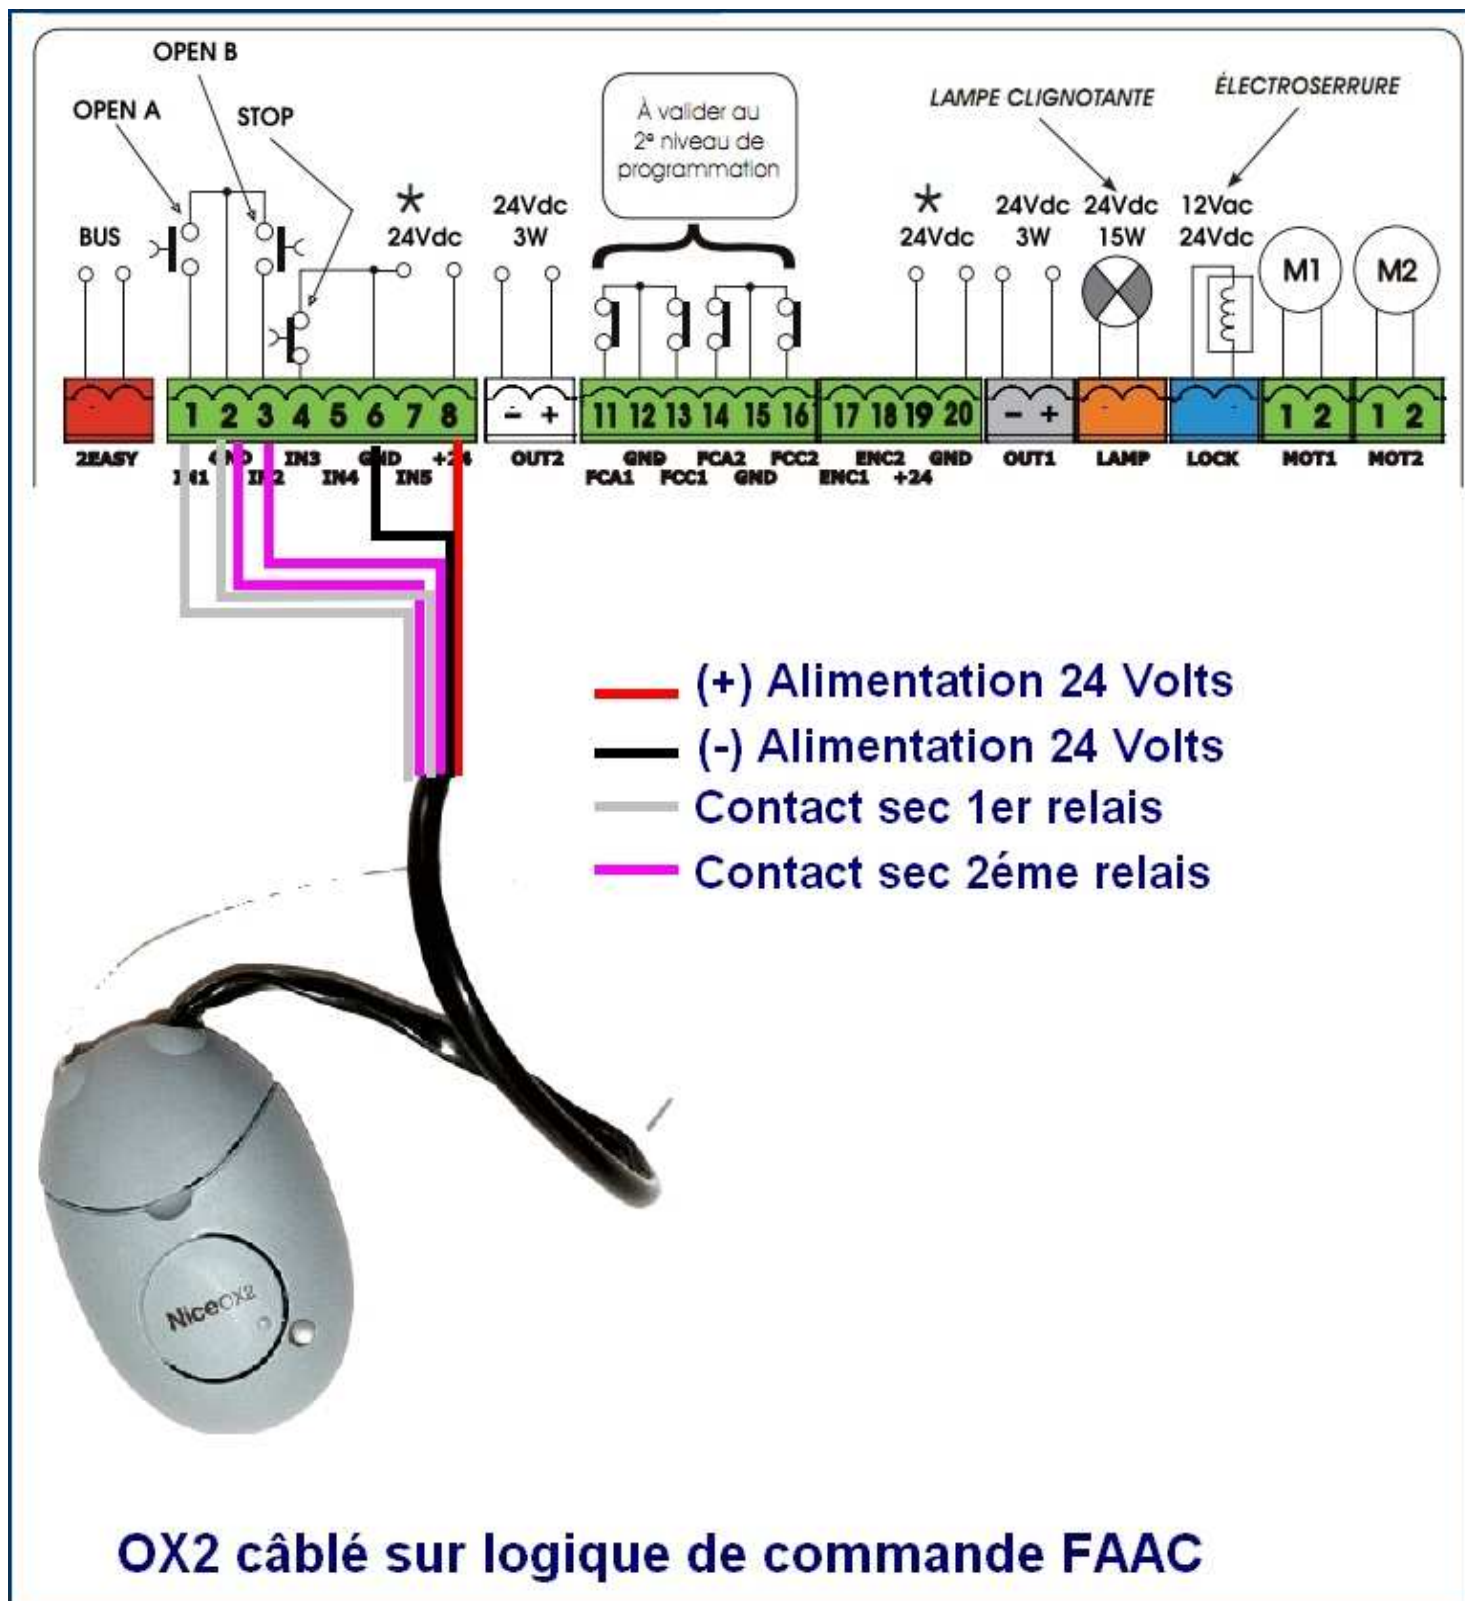 OPEN B
OPEN A
STOP
À valider au
2e niveau de
programmation
LAMPE CLIGNOTANTE
ÉLECTROSERRURE
BUS
*
24Vdc
24Vdc
3W
*
24Vdc
24Vdc
3W
24Vdc
15W
12Vac
24Vdc
M1
M2
1 2 3 4 5 6 7 8
- +
11 12 13 14 15 16
17 18 19 20
- +
1 2
1 2
2EASY
GND IN3 GND +24
IN1 IN2 IN4 IN5
OUT2
GND FCA2 FCC2
FCA1 FCC1 GND
ENC2 GND
ENC1 +24
OUT1
LAMP
LOCK
MOT1
MOT2
(+) Alimentation 24 Volts
(-) Alimentation 24 Volts
Contact sec 1er relais
Contact sec 2éme relais
NiceOX2
OX2 câblé sur logique de commande FAAC